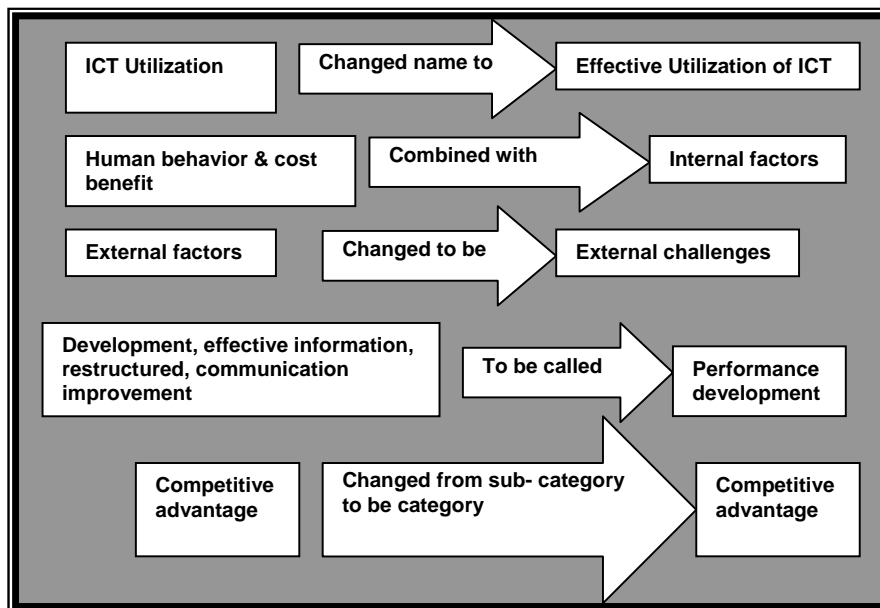 ICT Utilization
Changed name to
Effective Utilization of ICT
Human behavior & cost
benefit
Combined with
Internal factors
External factors
Changed to be
External challenges
Development, effective information,
restructured, communication
improvement
To be called
Performance
development
Competitive
advantage
Changed from sub- category
to be category
Competitive
advantage